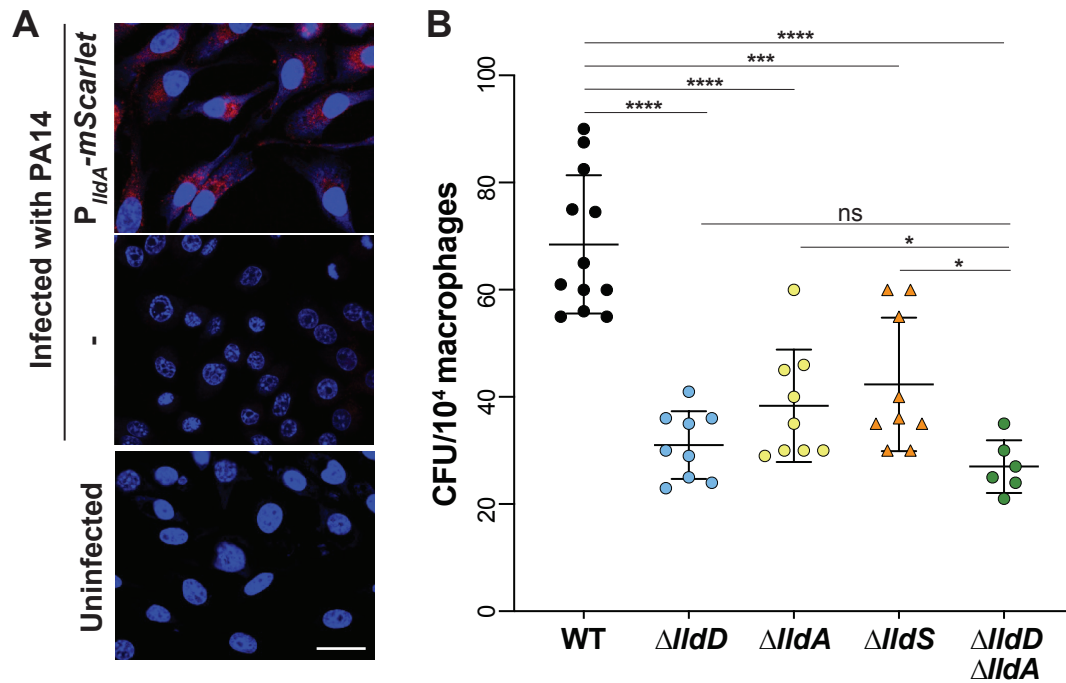 A
Infected with PA14
PlldA-mScarlet
-
Uninfected
B
CFU/10⁴ macrophages
100
80
60
40
20
0
****
***
****
****
ns
*
*
WT
ΔlldD
ΔlldA
ΔlldS
ΔlldD
ΔlldA